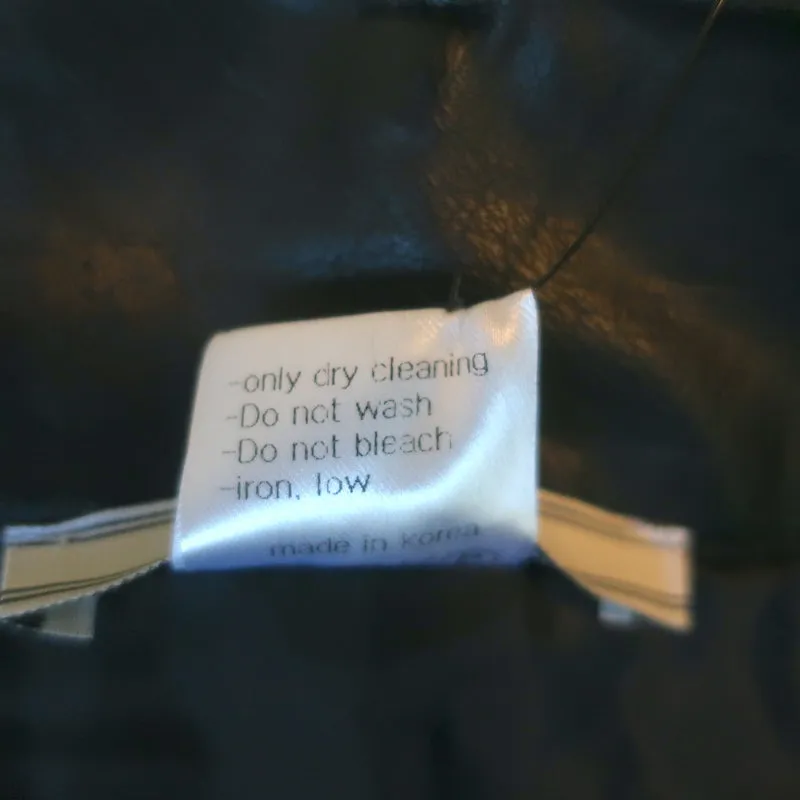 -only dry cleaning
-Do not wash
-Do not bleach
-iron, low
made in korea